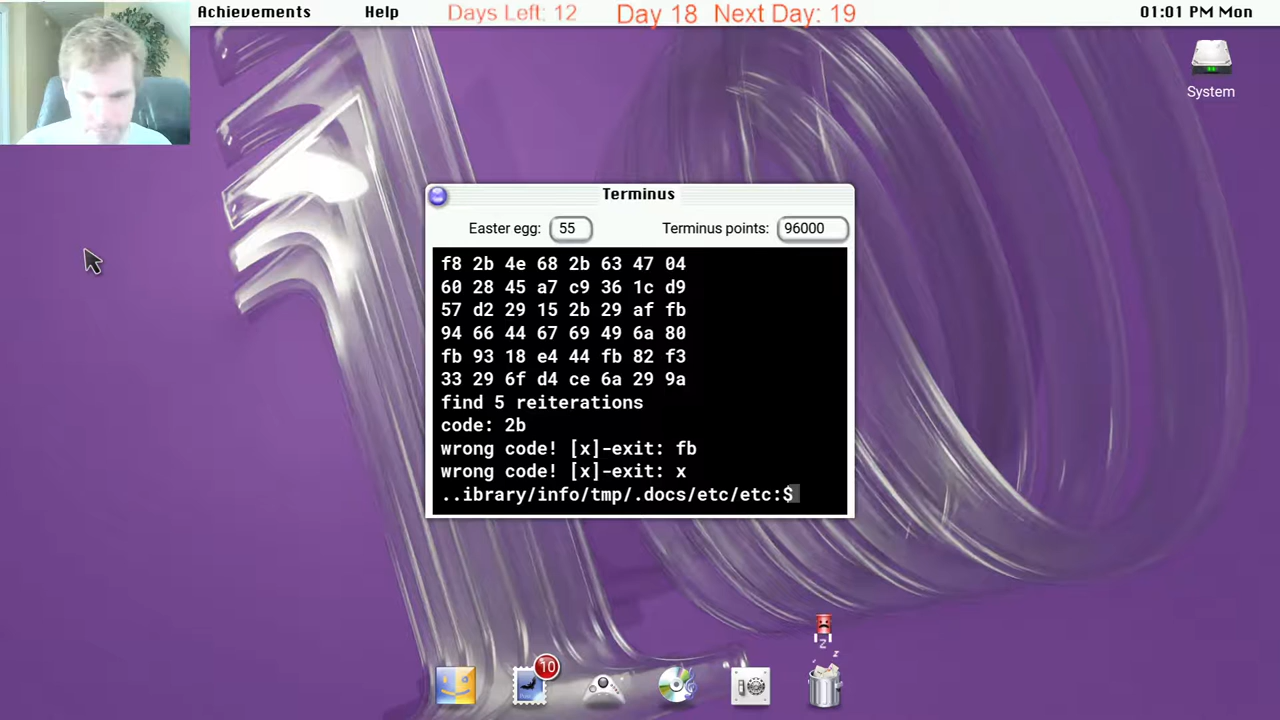 Achievements Help Days Left: 12 Day 18 Next Day: 19 01:01 PM Mon
System
Terminus
Easter egg: 55 Terminus points: 96000
f8 2b 4e 68 2b 63 47 04
60 28 45 a7 c9 36 1c d9
57 d2 29 15 2b 29 af fb
94 66 44 67 69 49 6a 80
fb 93 18 e4 44 fb 82 f3
33 29 6f d4 ce 6a 29 9a
find 5 reiterations
code: 2b
wrong code! [x]-exit: fb
wrong code! [x]-exit: x
..ibrary/info/tmp/.docs/etc/etc:$
10
z
z